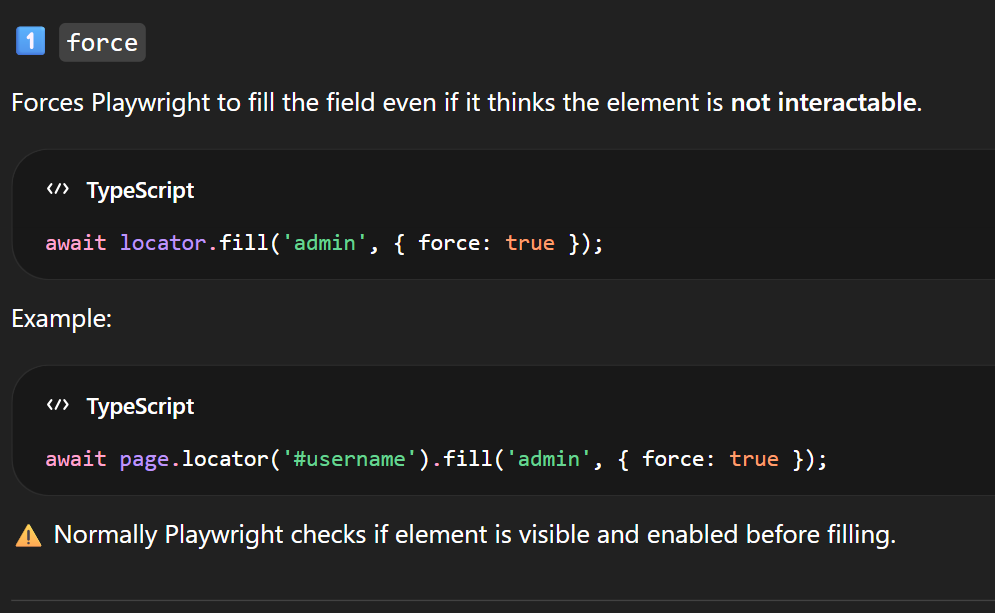 1 force
Forces Playwright to fill the field even if it thinks the element is not interactable.
</> TypeScript
await locator.fill('admin', { force: true });
Example:
</> TypeScript
await page.locator('#username').fill('admin', { force: true });
⚠️ Normally Playwright checks if element is visible and enabled before filling.